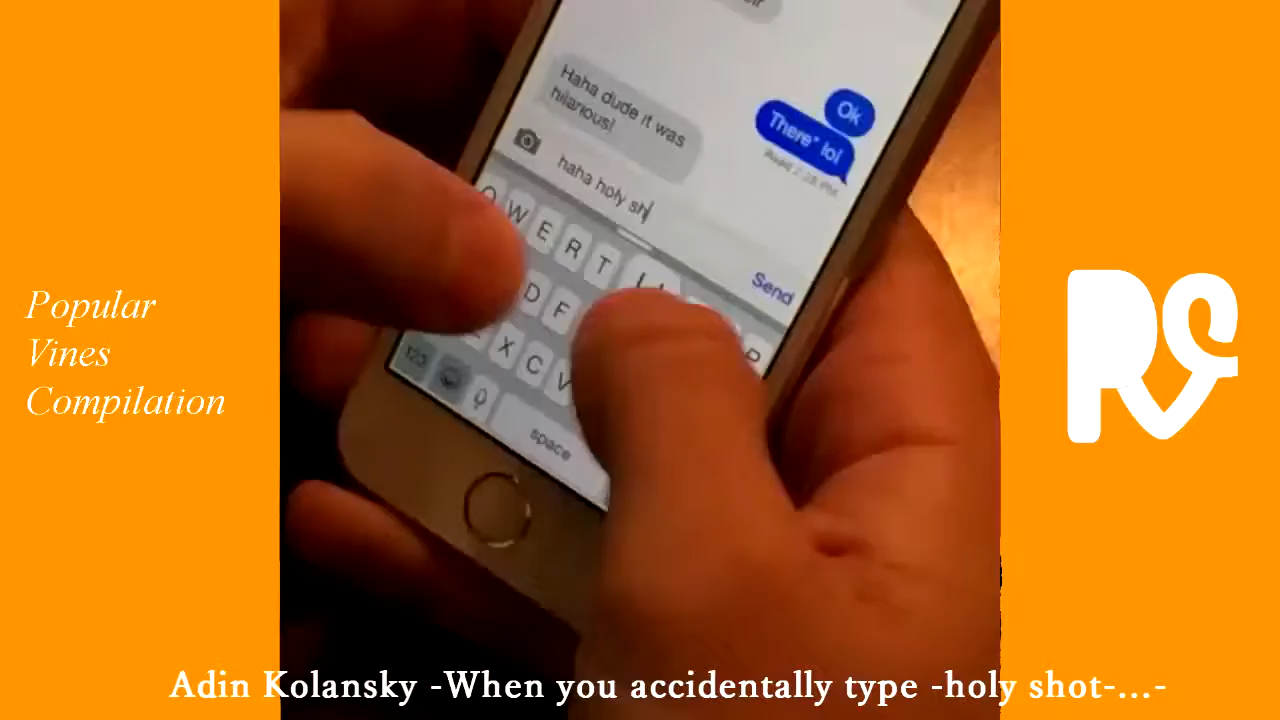 Haha dude it was
hilarious!
Ok
There* lol
haha holy sh
Send
Q W E R T
D F
X C V
P
123
space
Popular
Vines
Compilation
Adin Kolansky -When you accidentally type -holy shot-...-